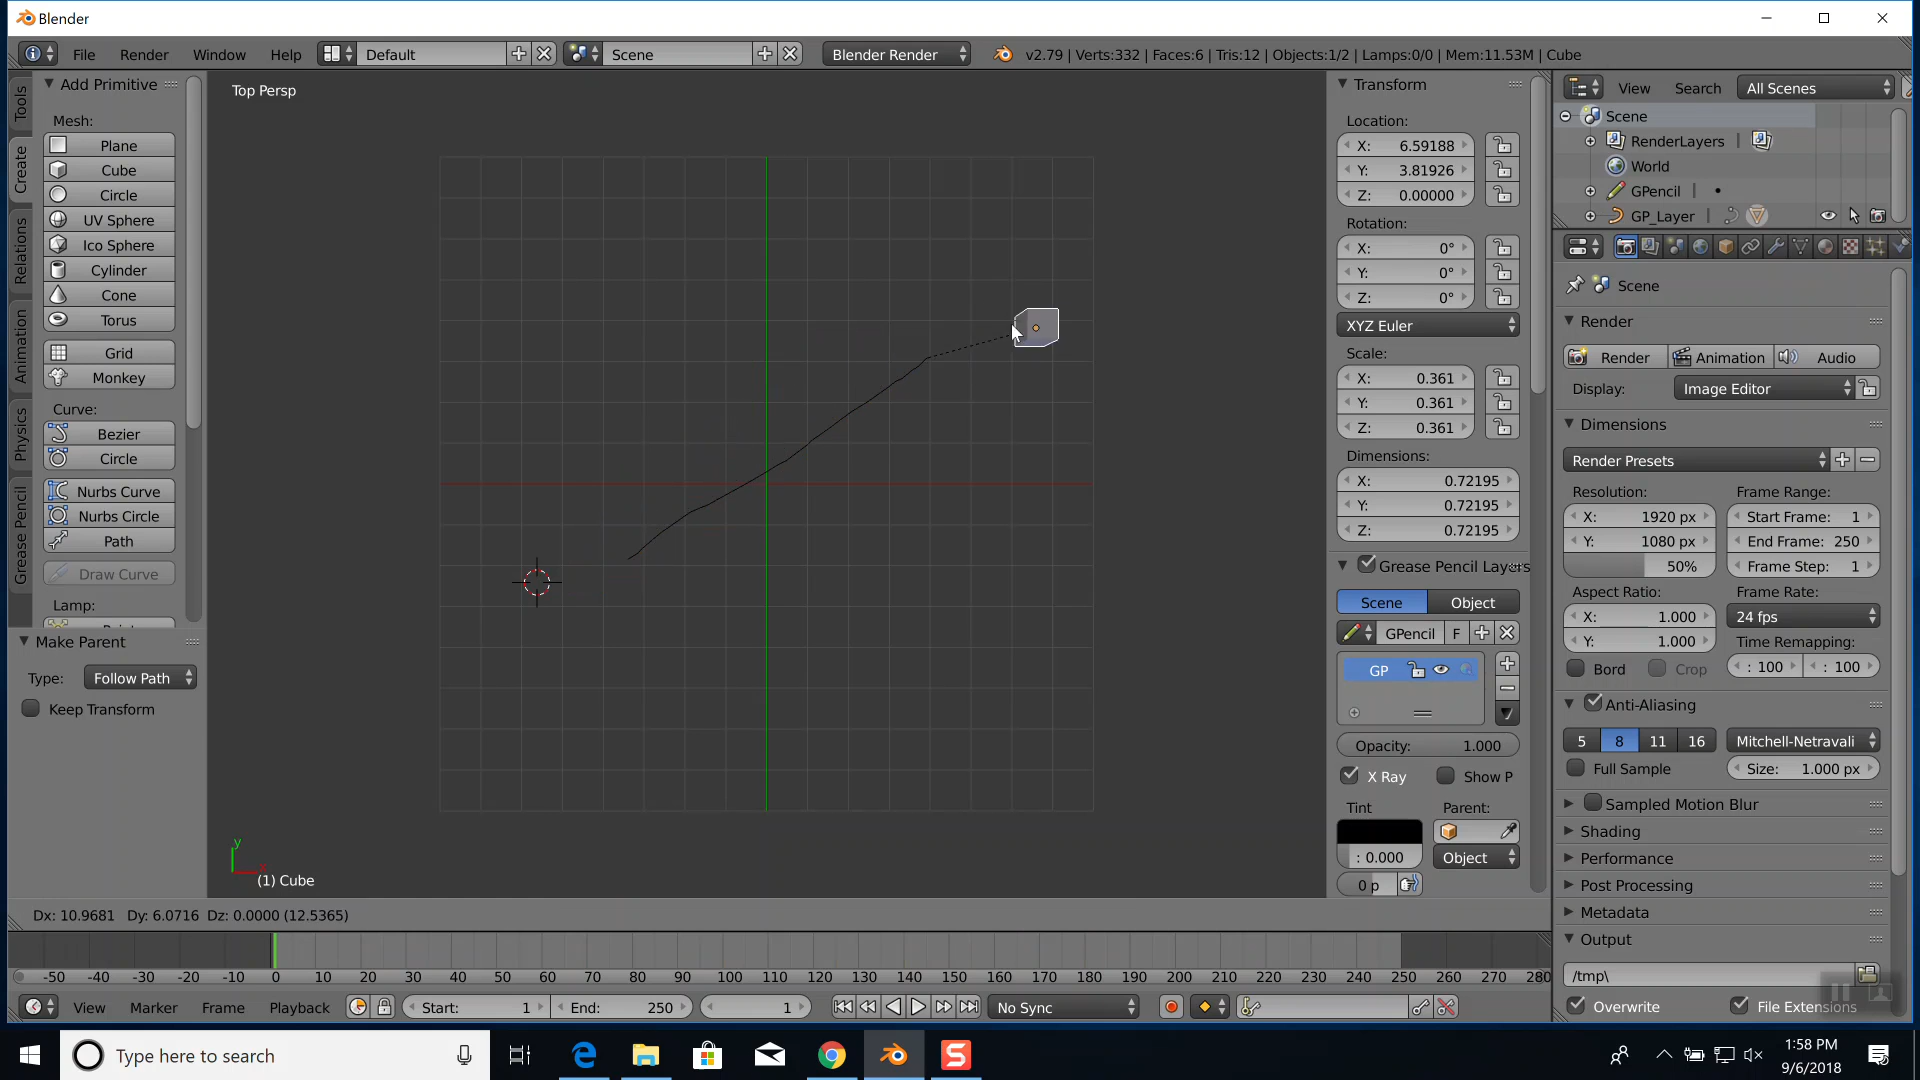 Blender
File Render Window Help Default Scene Blender Render v2.79 | Verts:332 | Faces:6 | Tris:12 | Objects:1/2 | Lamps:0/0 | Mem:11.53M | Cube
Tools
Create
Relations
Animation
Physics
Grease Pencil
Add Primitive
Mesh:
Plane
Cube
Circle
UV Sphere
Ico Sphere
Cylinder
Cone
Torus
Grid
Monkey
Curve:
Bezier
Circle
Nurbs Curve
Nurbs Circle
Path
Draw Curve
Lamp:
Make Parent
Type: Follow Path
Keep Transform
Top Persp
y
x
(1) Cube
Transform
Location:
X: 6.59188
Y: 3.81926
Z: 0.00000
Rotation:
X: 0°
Y: 0°
Z: 0°
XYZ Euler
Scale:
X: 0.361
Y: 0.361
Z: 0.361
Dimensions:
X: 0.72195
Y: 0.72195
Z: 0.72195
Grease Pencil Layers
Scene Object
GPencil F
GP
Opacity: 1.000
X Ray Show P
Tint Parent:
: 0.000 Object
0 p
View Search All Scenes
Scene
RenderLayers |
World
GPencil |
GP_Layer |
Scene
Render
Render Animation Audio
Display: Image Editor
Dimensions
Render Presets
Resolution: Frame Range:
X: 1920 px Start Frame: 1
Y: 1080 px End Frame: 250
50% Frame Step: 1
Aspect Ratio: Frame Rate:
X: 1.000 24 fps
Y: 1.000 Time Remapping:
Bord Crop : 100 : 100
Anti-Aliasing
5 8 11 16 Mitchell-Netravali
Full Sample Size: 1.000 px
Sampled Motion Blur
Shading
Performance
Post Processing
Metadata
Output
/tmp\
Overwrite File Extensions
Dx: 10.9681 Dy: 6.0716 Dz: 0.0000 (12.5365)
-50 -40 -30 -20 -10 0 10 20 30 40 50 60 70 80 90 100 110 120 130 140 150 160 170 180 190 200 210 220 230 240 250 260 270 280
View Marker Frame Playback Start: 1 End: 250 1 No Sync
Type here to search
1:58 PM
9/6/2018